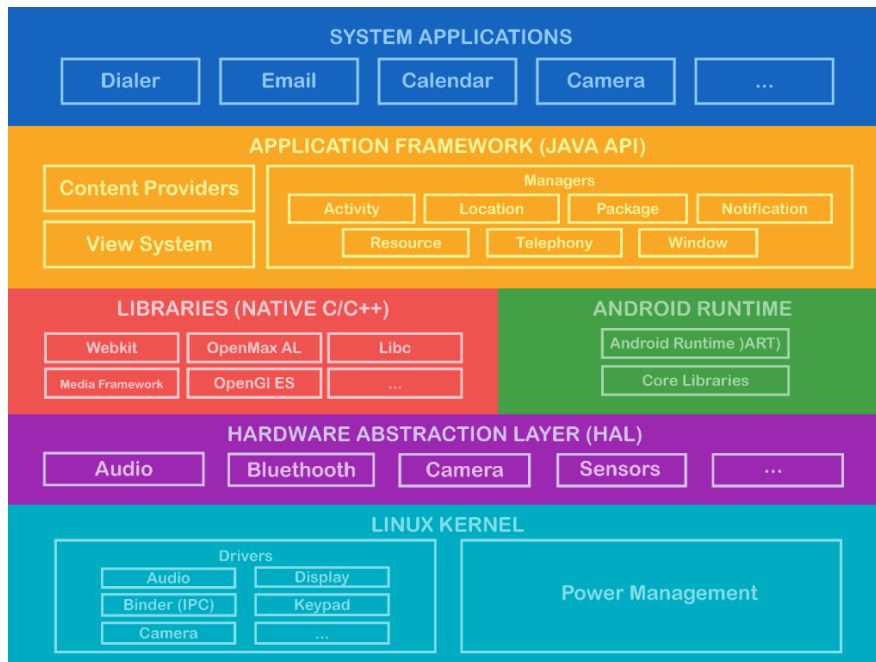 SYSTEM APPLICATIONS
Dialer Email Calendar Camera ...
APPLICATION FRAMEWORK (JAVA API)
Content Providers
View System
Managers
Activity Location Package Notification
Resource Telephony Window
LIBRARIES (NATIVE C/C++)
Webkit OpenMax AL Libc
Media Framework OpenGl ES ...
ANDROID RUNTIME
Android Runtime )ART)
Core Libraries
HARDWARE ABSTRACTION LAYER (HAL)
Audio Bluethooth Camera Sensors ...
LINUX KERNEL
Drivers
Audio Display
Binder (IPC) Keypad
Camera ...
Power Management